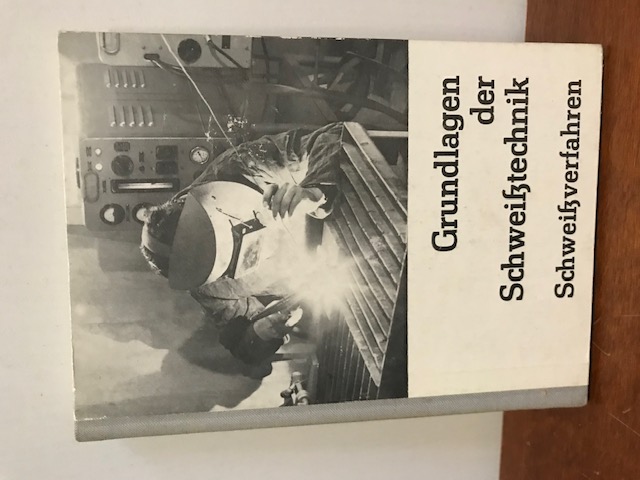 Grundlagen
der
Schweißtechnik
Schweißverfahren